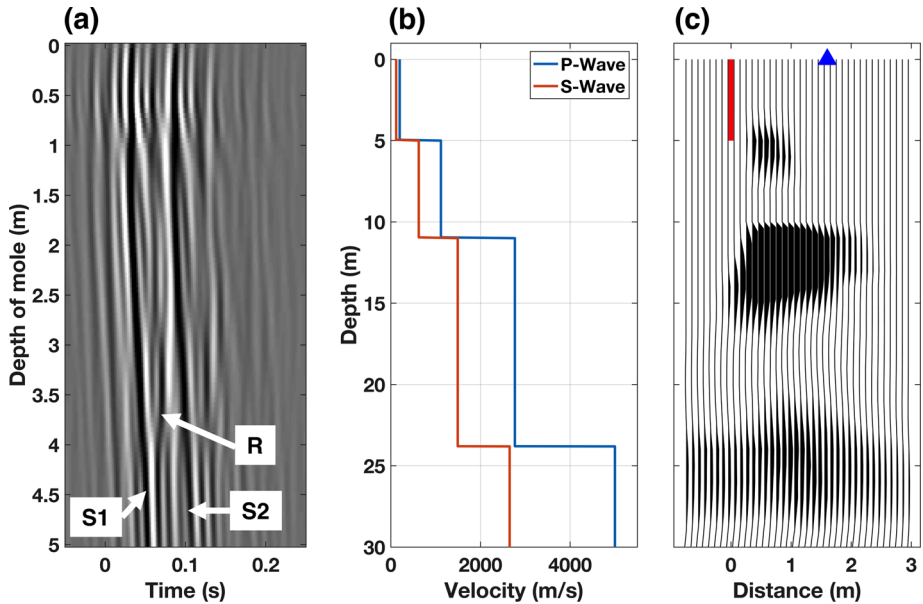 (a)
0
0.5
1
1.5
2
2.5
3
3.5
4
4.5
5
Depth of mole (m)
S1
R
S2
0
0.1
0.2
Time (s)
(b)
0
5
10
15
20
25
30
Depth (m)
P-Wave
S-Wave
0
2000
4000
Velocity (m/s)
(c)
0
1
2
3
Distance (m)